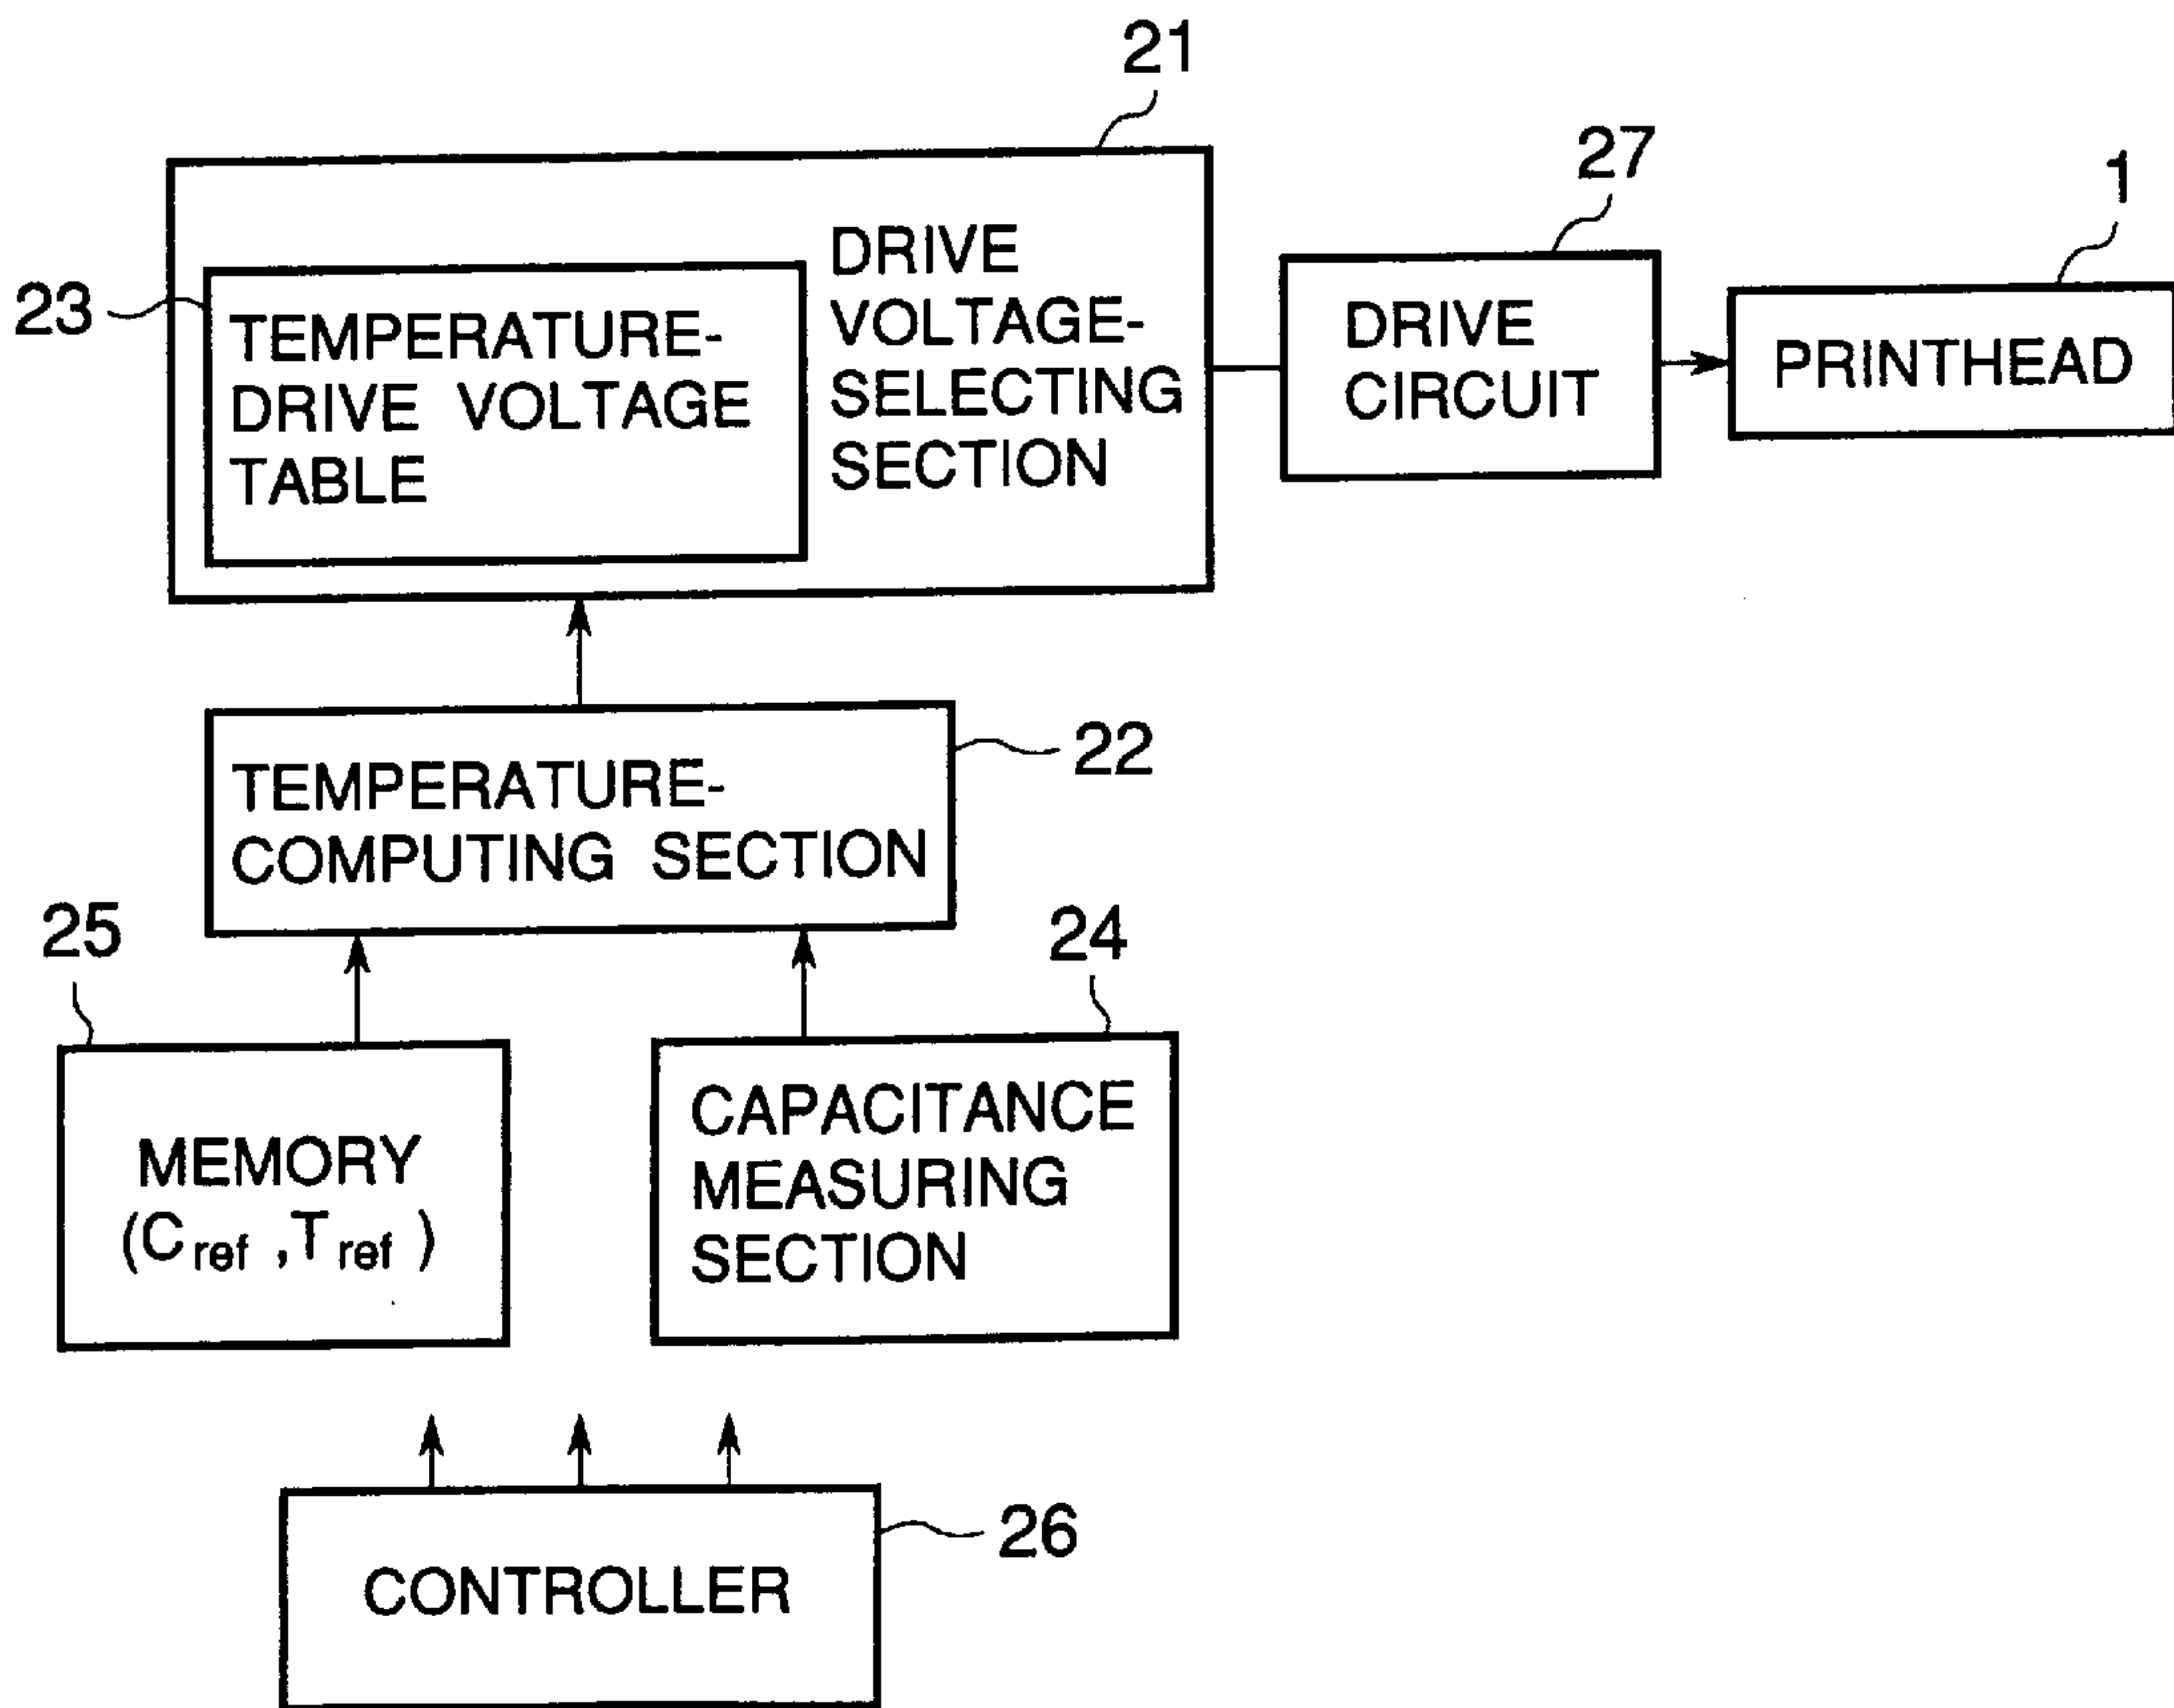 21
27
1
23
TEMPERATURE-
DRIVE VOLTAGE
TABLE
DRIVE
VOLTAGE-
SELECTING
SECTION
DRIVE
CIRCUIT
PRINTHEAD
22
TEMPERATURE-
COMPUTING SECTION
25
24
MEMORY
(Cref ,Tref )
CAPACITANCE
MEASURING
SECTION
26
CONTROLLER